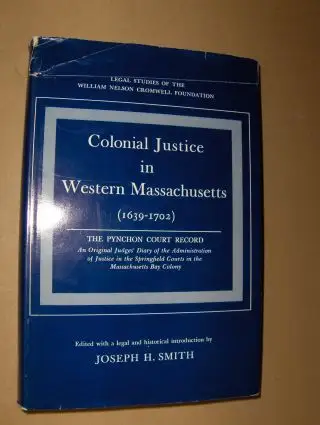 LEGAL STUDIES OF THE
WILLIAM NELSON CROMWELL FOUNDATION
Colonial Justice
in
Western Massachusetts
(1639-1702)
THE PYNCHON COURT RECORD
An Original Judges' Diary of the Administration
of Justice in the Springfield Courts in the
Massachusetts Bay Colony
Edited with a legal and historical introduction by
JOSEPH H. SMITH